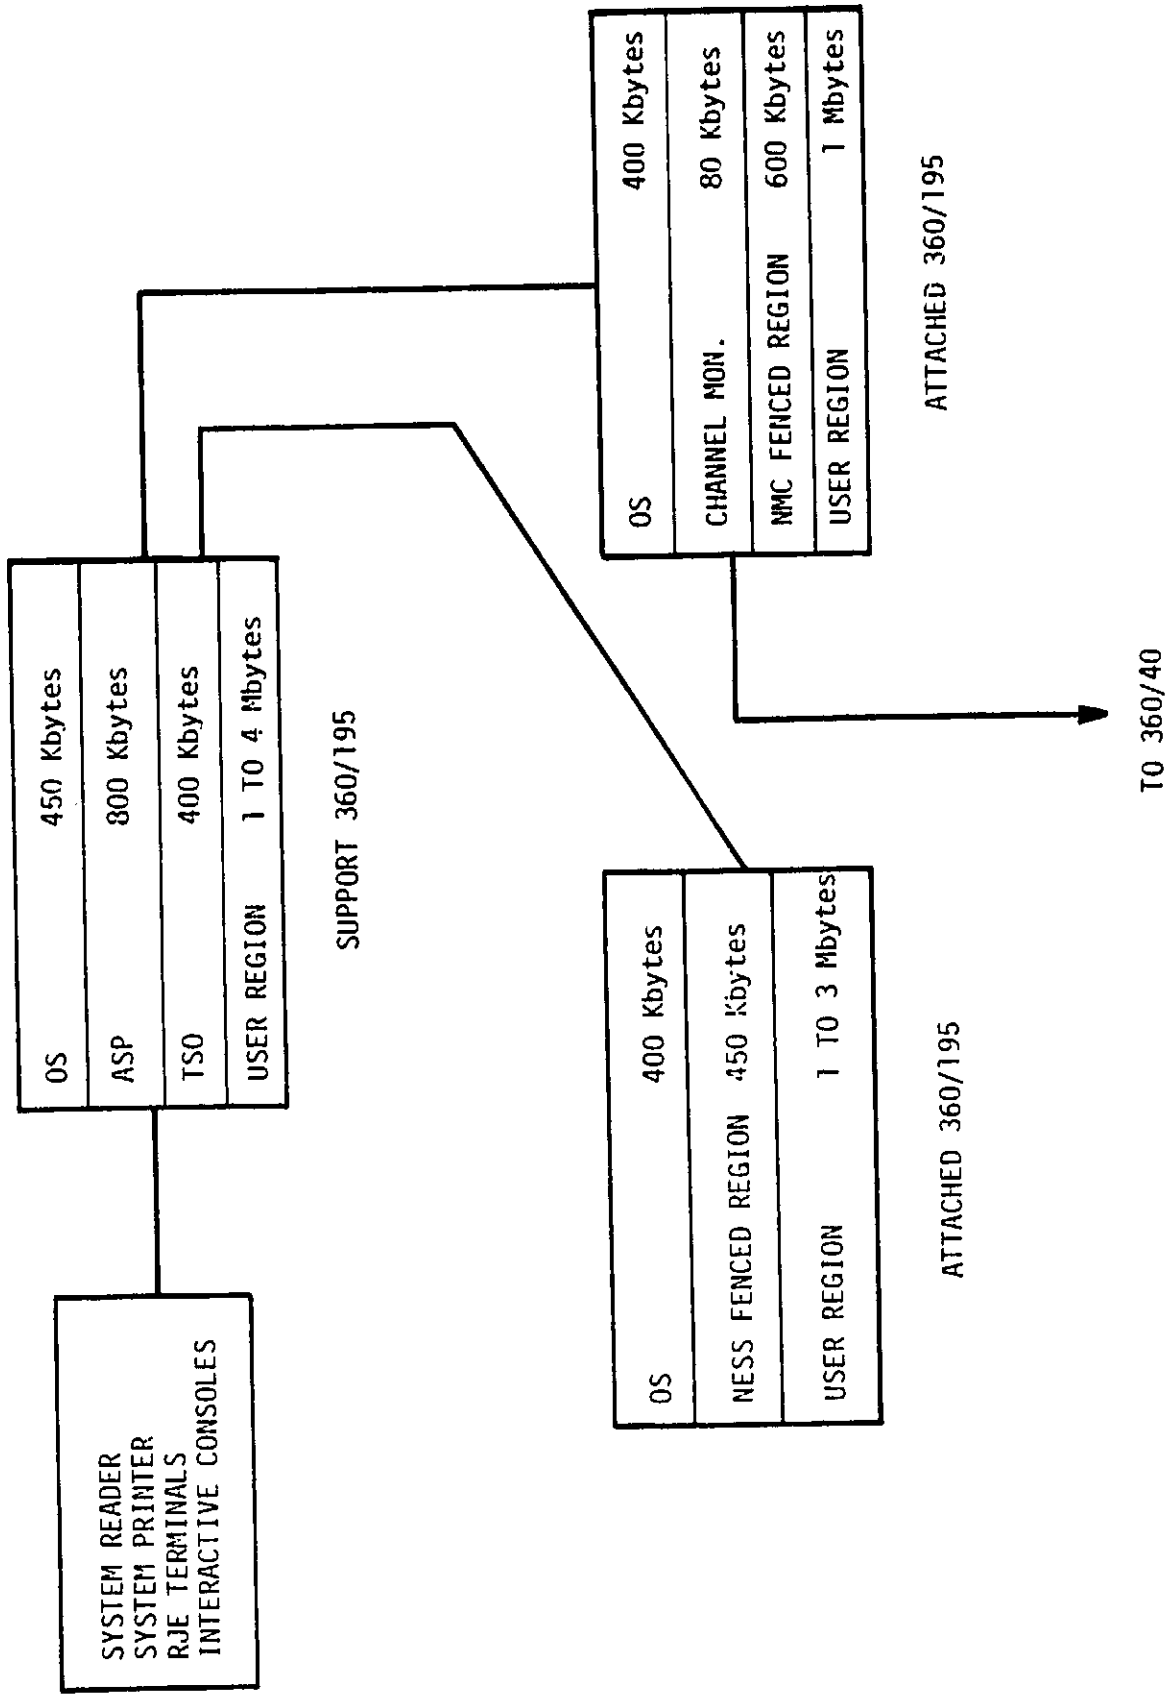 SYSTEM READER
SYSTEM PRINTER
RJE TERMINALS
INTERACTIVE CONSOLES
OS 450 Kbytes
ASP 800 Kbytes
TSO 400 Kbytes
USER REGION 1 TO 4 Mbytes
SUPPORT 360/195
OS 400 Kbytes
NESS FENCED REGION 450 Kbytes
USER REGION 1 TO 3 Mbytes
ATTACHED 360/195
OS 400 Kbytes
CHANNEL MON. 80 Kbytes
NMC FENCED REGION 600 Kbytes
USER REGION 1 Mbytes
ATTACHED 360/195
TO 360/40